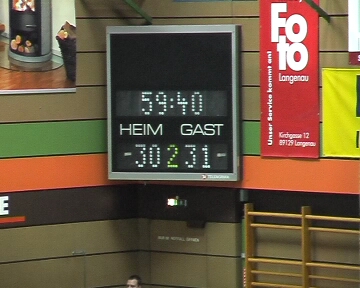 59:40
HEIM GAST
-30 2 31-
Foto
Langenau
Unser Service kommt an!
Kirchgasse 12
89129 Langenau
E